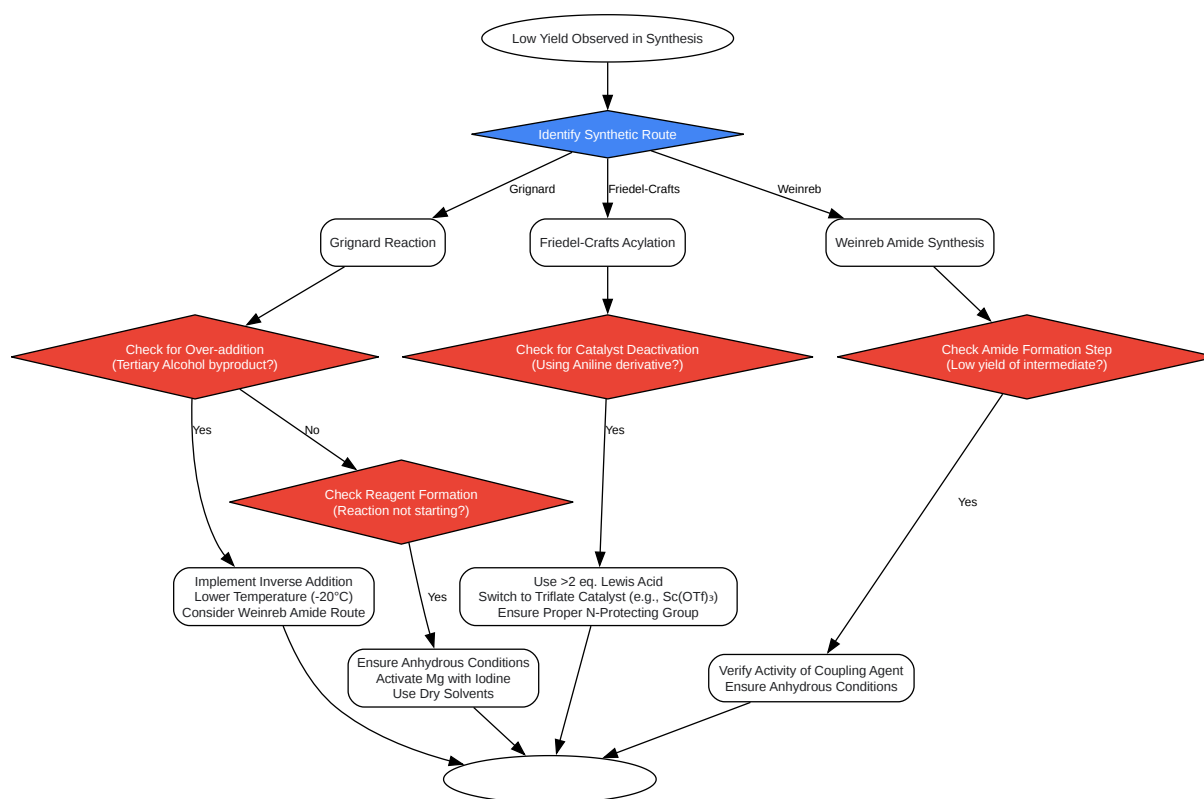 Low Yield Observed in Synthesis
Identify Synthetic Route
Grignard
Friedel-Crafts
Weinreb
Grignard Reaction
Friedel-Crafts Acylation
Weinreb Amide Synthesis
Check for Over-addition
(Tertiary Alcohol byproduct?)
Check for Catalyst Deactivation
(Using Aniline derivative?)
Check Amide Formation Step
(Low yield of intermediate?)
Yes
No
Yes
Check Reagent Formation
(Reaction not starting?)
Yes
Implement Inverse Addition
Lower Temperature (-20°C)
Consider Weinreb Amide Route
Yes
Use >2 eq. Lewis Acid
Switch to Triflate Catalyst (e.g., Sc(OTf)₃)
Ensure Proper N-Protecting Group
Ensure Anhydrous Conditions
Activate Mg with Iodine
Use Dry Solvents
Verify Activity of Coupling Agent
Ensure Anhydrous Conditions